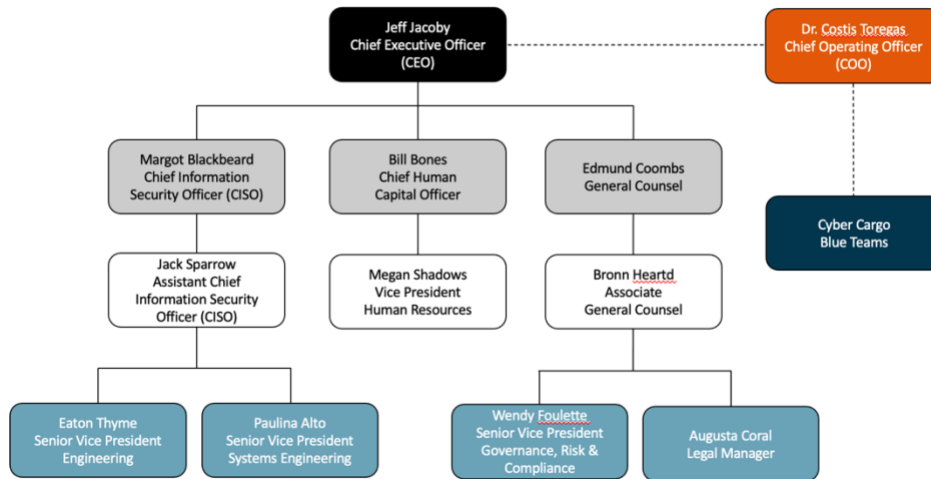 Jeff Jacoby
Chief Executive Officer
(CEO)
Dr. Costis Toregas
Chief Operating Officer
(COO)
Margot Blackbeard
Chief Information
Security Officer (CISO)
Bill Bones
Chief Human
Capital Officer
Edmund Coombs
General Counsel
Cyber Cargo
Blue Teams
Jack Sparrow
Assistant Chief
Information Security
Officer (CISO)
Megan Shadows
Vice President
Human Resources
Bronn Heartd
Associate
General Counsel
Eaton Thyme
Senior Vice President
Engineering
Paulina Alto
Senior Vice President
Systems Engineering
Wendy Foulette
Senior Vice President
Governance, Risk &
Compliance
Augusta Coral
Legal Manager